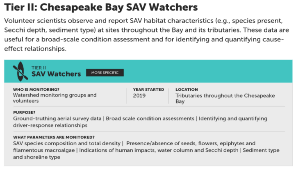 Tier II: Chesapeake Bay SAV Watchers
Volunteer scientists observe and report SAV habitat characteristics (e.g., species present,
Secchi depth, sediment type) at sites throughout the Bay and its tributaries. These data are
useful for a broad-scale condition assessment and for identifying and quantifying cause-
effect relationships.
TIER II
SAV Watchers
MORE SPECIFIC
WHO IS MONITORING?
Watershed monitoring groups and
volunteers
YEAR STARTED
2019
LOCATION
Tributaries throughout the Chesapeake
Bay
PURPOSE?
Ground-truthing aerial survey data | Broad scale condition assessments | Identifying and quantifying
driver-response relationships
WHAT PARAMETERS ARE MONITORED?
SAV species composition and total density | Presence/absence of seeds, flowers, epiphytes and
filamentous macroalgae | Indications of human impacts, water column and Secchi depth | Sediment type
and shoreline type